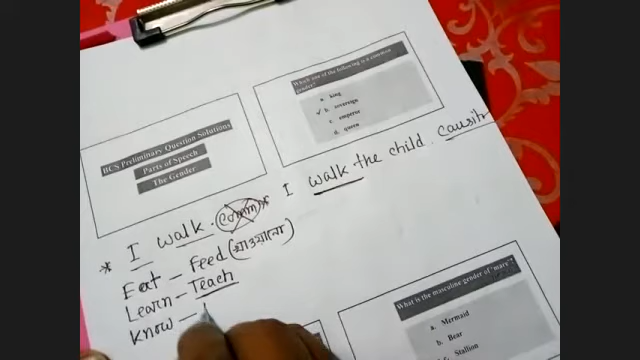 BCS Preliminary Question Solutions
Parts of Speech
The Gender
Which one of the following is a common gender?
a. king
✓ b. sovereign
c. emperor
d. queen
* I walk.
* I walk the child.
Eat – Feed (খাওয়ানো)
Learn – Teach
Know –
What is the masculine gender of "mare"?
a. Mermaid
b. Bear
c. Stallion